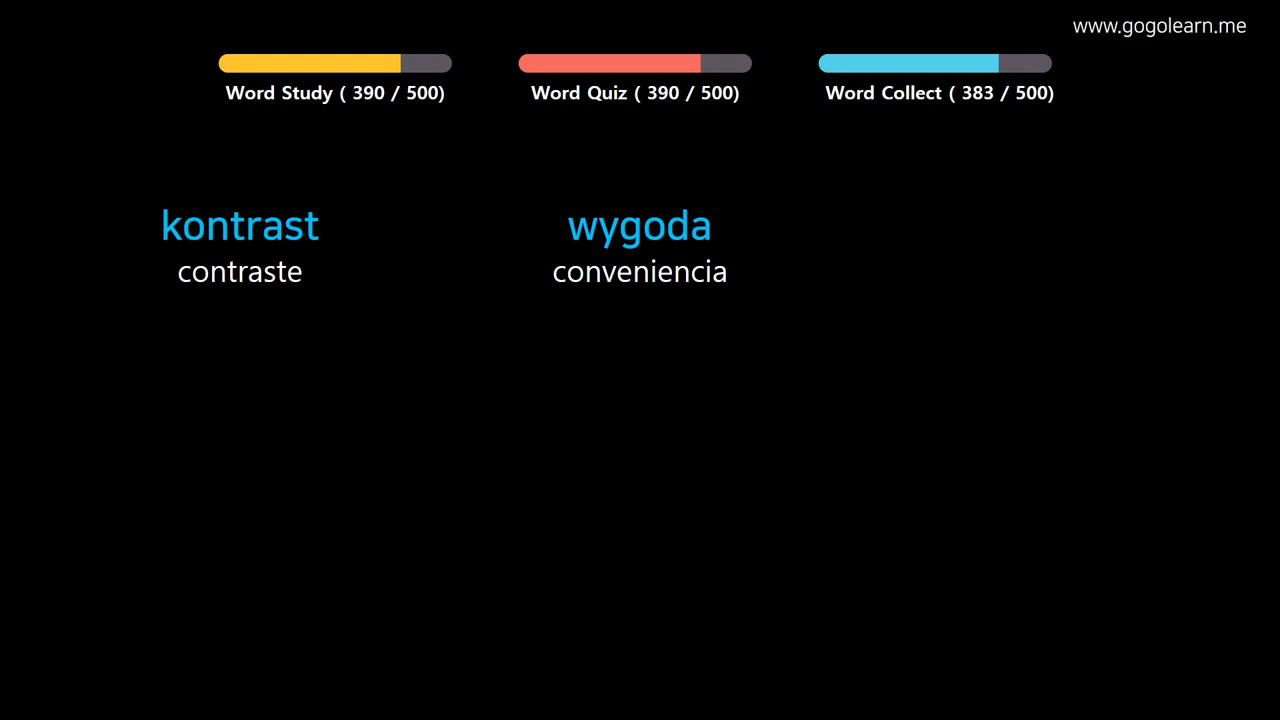 www.gogolearn.me
Word Study ( 390 / 500)
Word Quiz ( 390 / 500)
Word Collect ( 383 / 500)
kontrast
contraste
wygoda
conveniencia